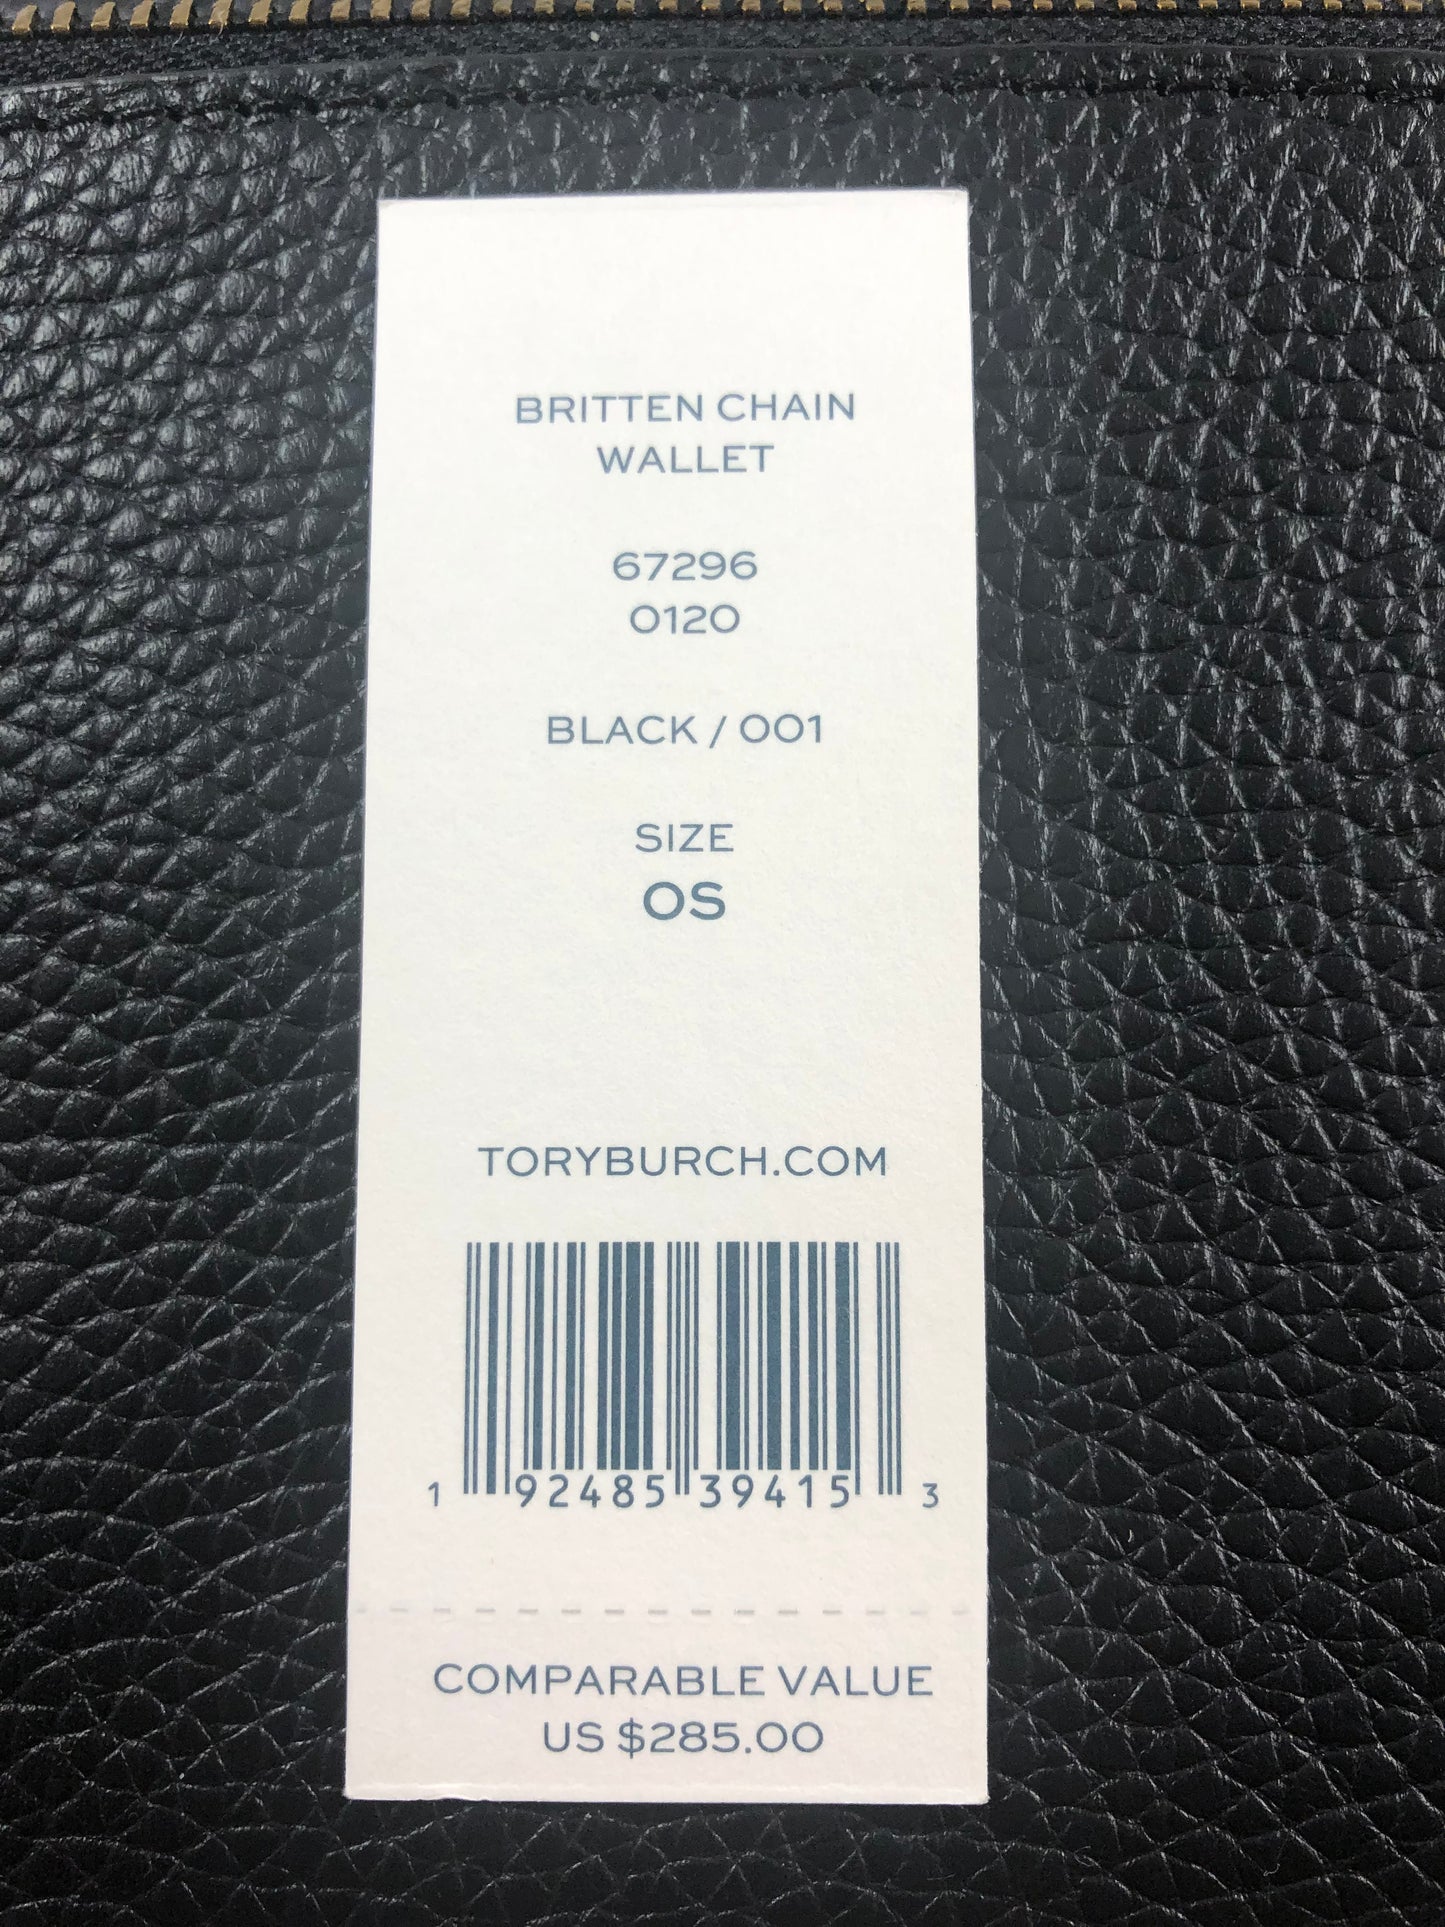 BRITTEN CHAIN
WALLET
67296
0120
BLACK / 001
SIZE
OS
TORYBURCH.COM
1 92485 39415 3
COMPARABLE VALUE
US $285.00